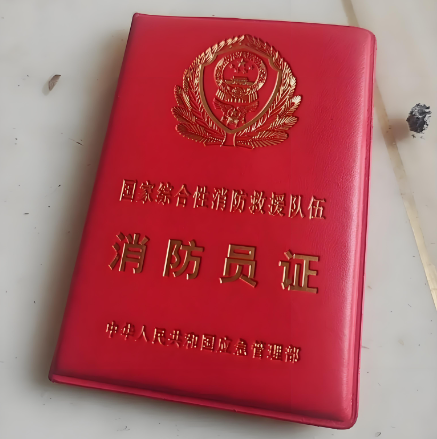 国家综合性消防救援队伍
消防员证
中华人民共和国应急管理部